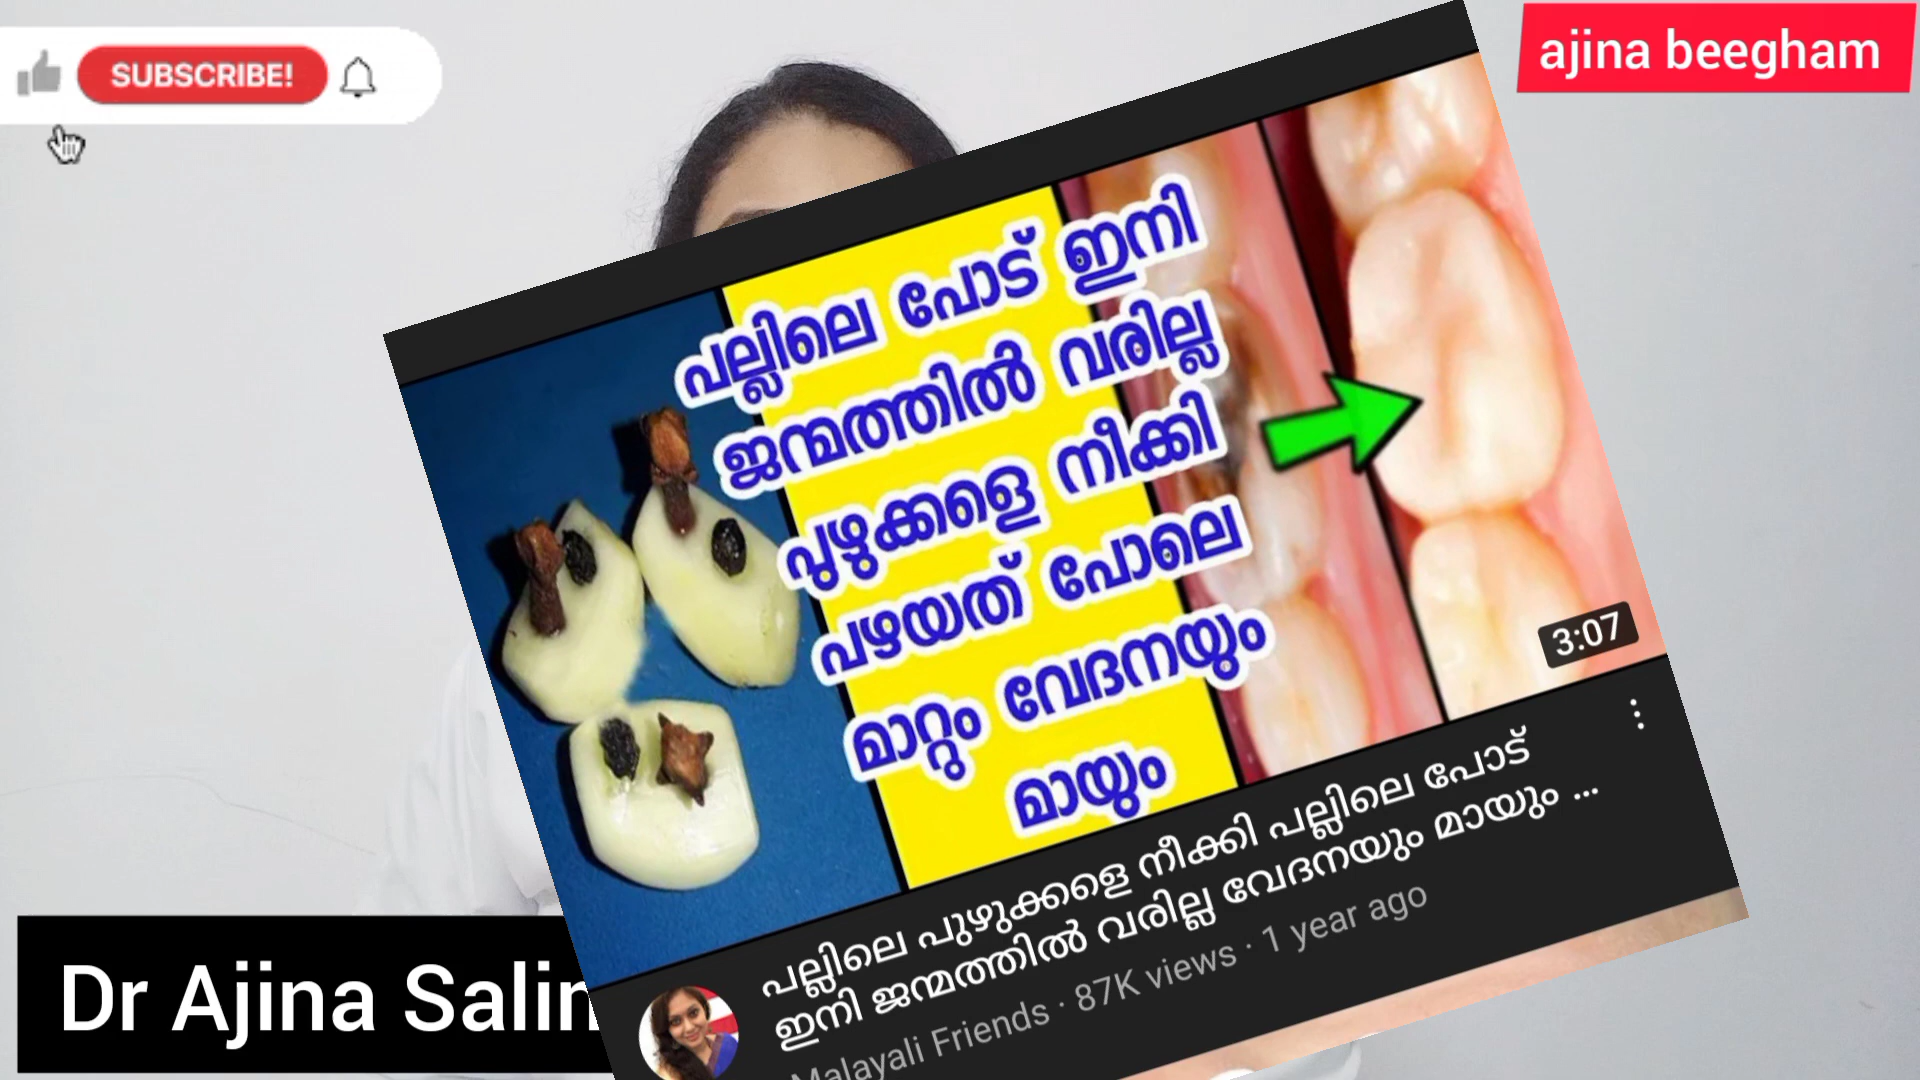 SUBSCRIBE!
ajina beegham
പല്ലിലെ പോട് ഇനി
ജന്മത്തിൽ വരില്ല
പുഴുക്കളെ നീക്കി
പഴയത് പോലെ
മാറ്റും വേദനയും
മായും
3:07
പല്ലിലെ പുഴുക്കളെ നീക്കി പല്ലിലെ പോട്
ഇനി ജന്മത്തിൽ വരില്ല വേദനയും മായും ...
Malayali Friends · 87K views · 1 year ago
Dr Ajina Salim